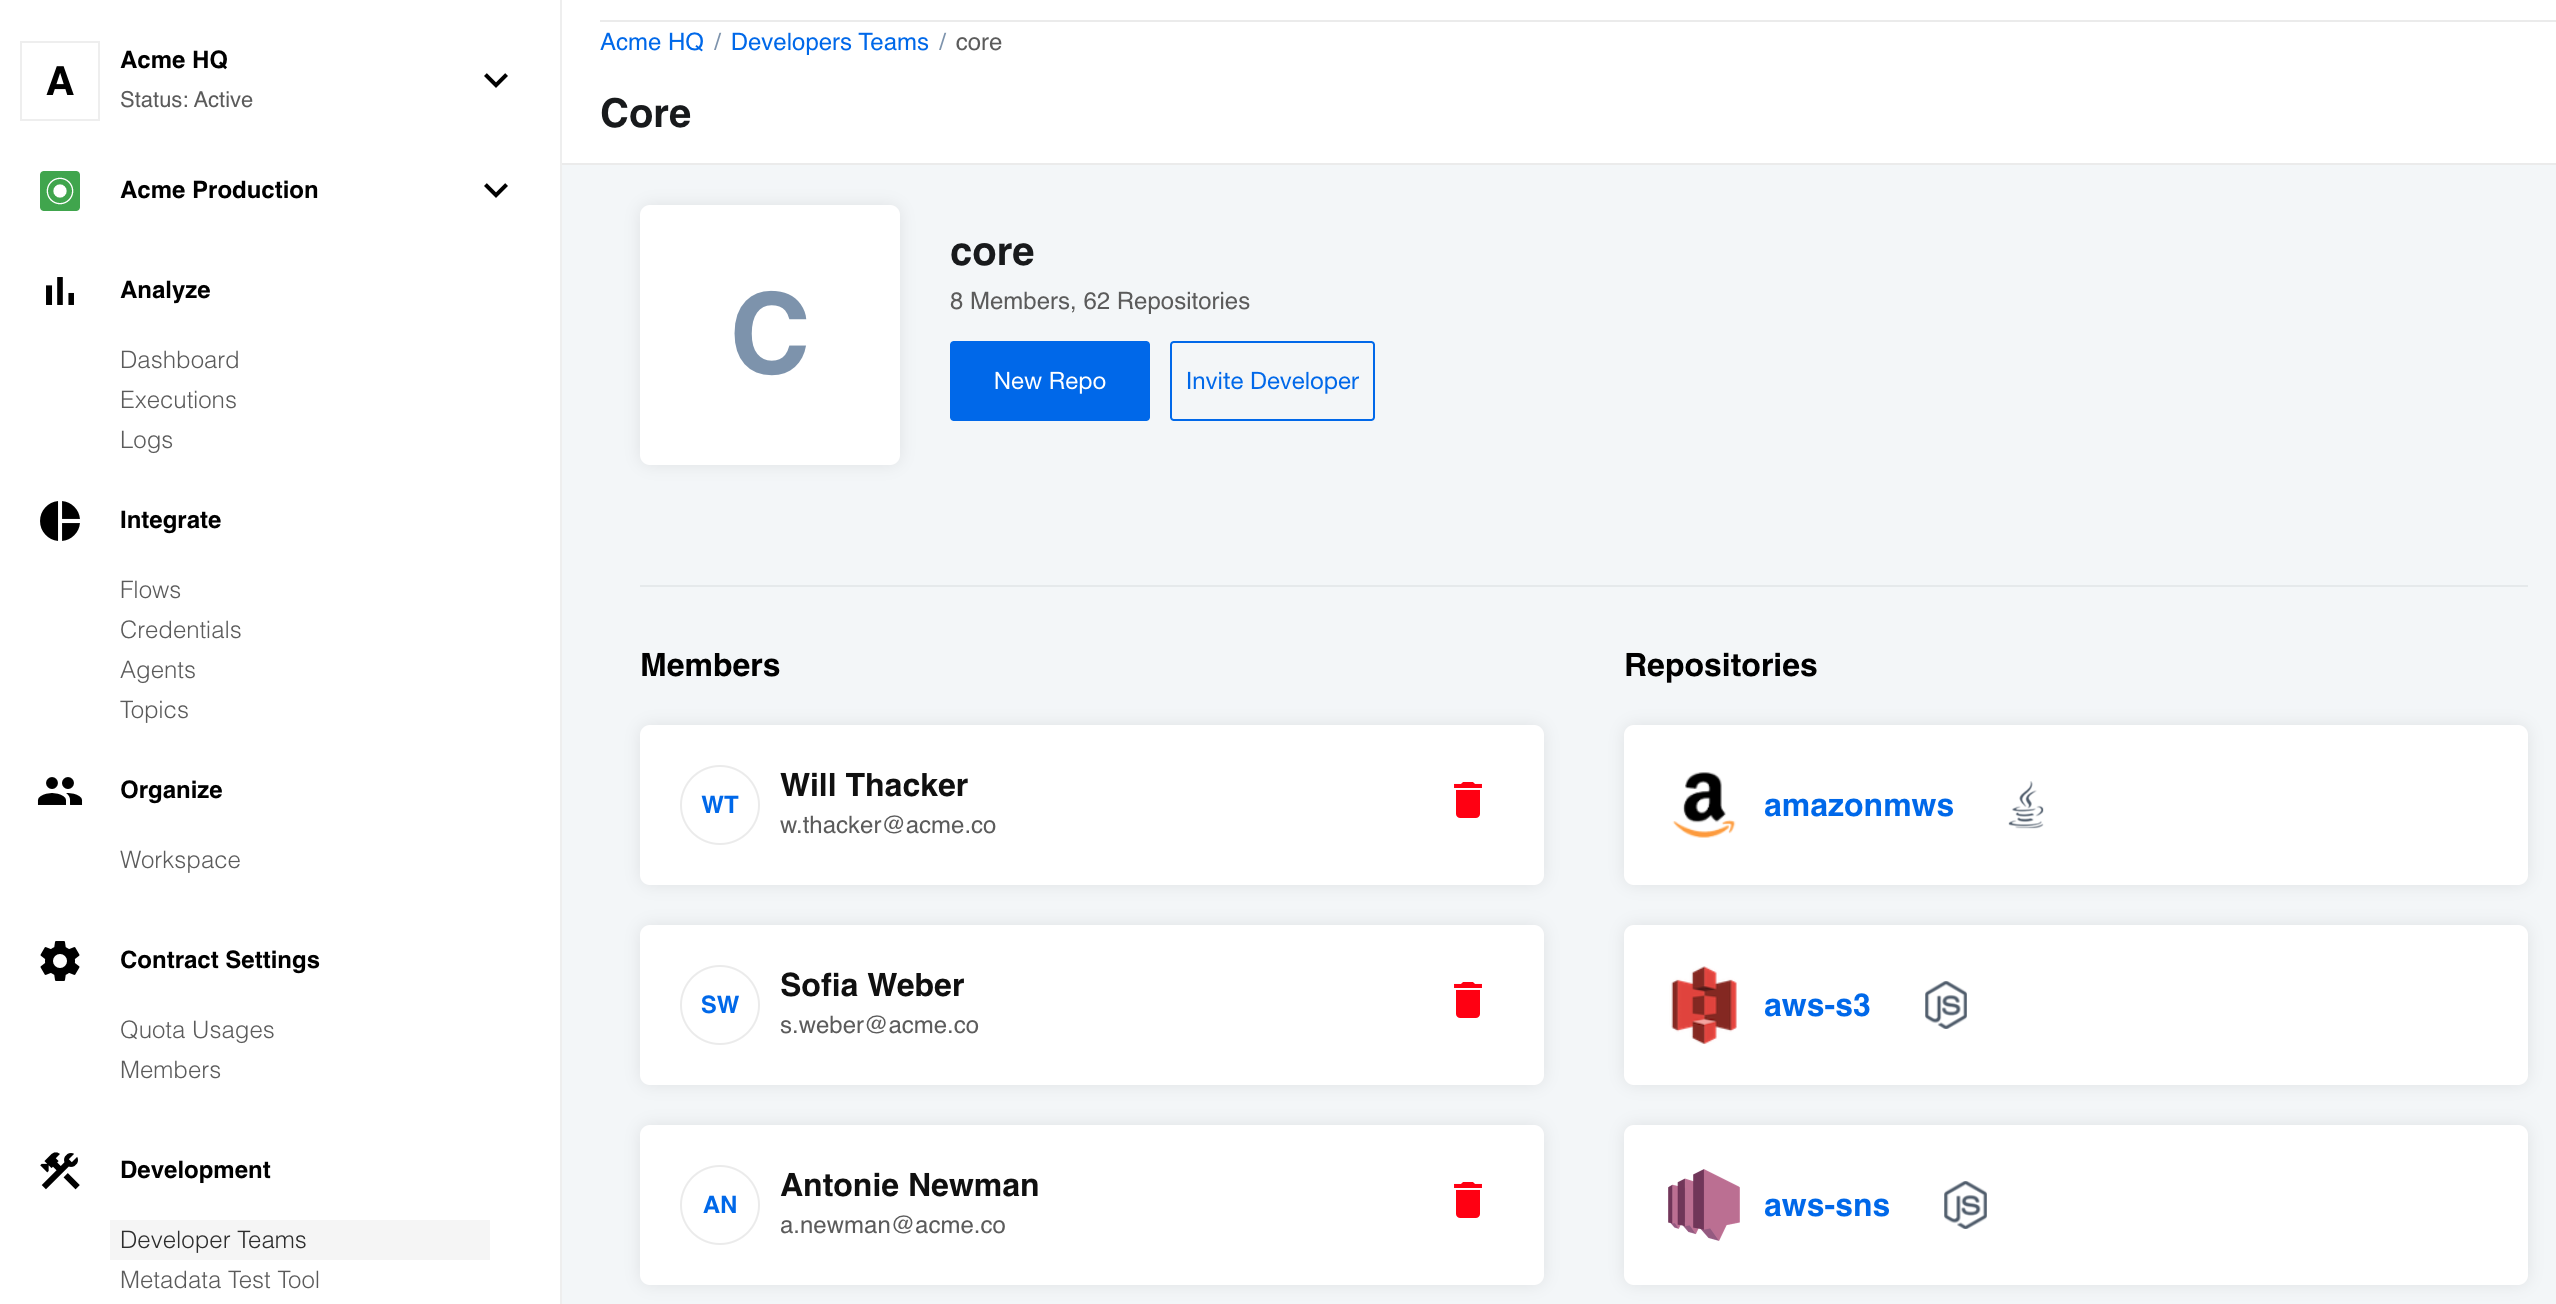 A
Acme HQ
Status: Active
Acme Production
Analyze
Dashboard
Executions
Logs
Integrate
Flows
Credentials
Agents
Topics
Organize
Workspace
Contract Settings
Quota Usages
Members
Development
Developer Teams
Metadata Test Tool
Acme HQ / Developers Teams / core
Core
C
core
8 Members, 62 Repositories
New Repo
Invite Developer
Members
WT
Will Thacker
w.thacker@acme.co
SW
Sofia Weber
s.weber@acme.co
AN
Antonie Newman
a.newman@acme.co
Repositories
a
amazonmws
aws-s3
JS
aws-sns
JS